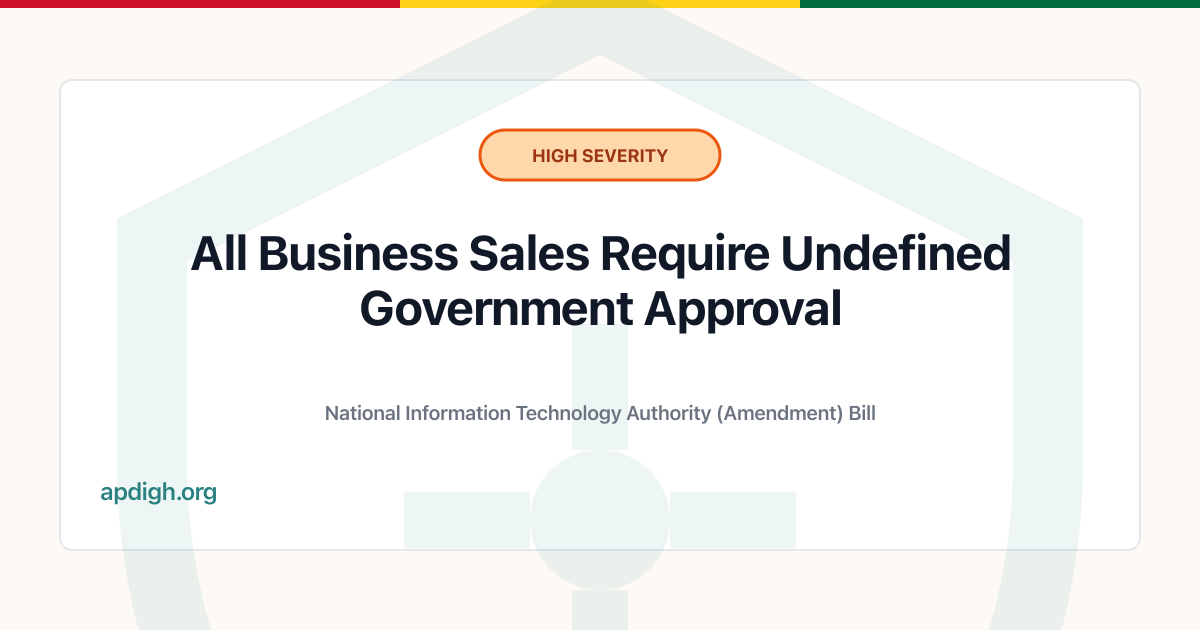 HIGH SEVERITY
All Business Sales Require Undefined
Government Approval
National Information Technology Authority (Amendment) Bill
apdigh.org